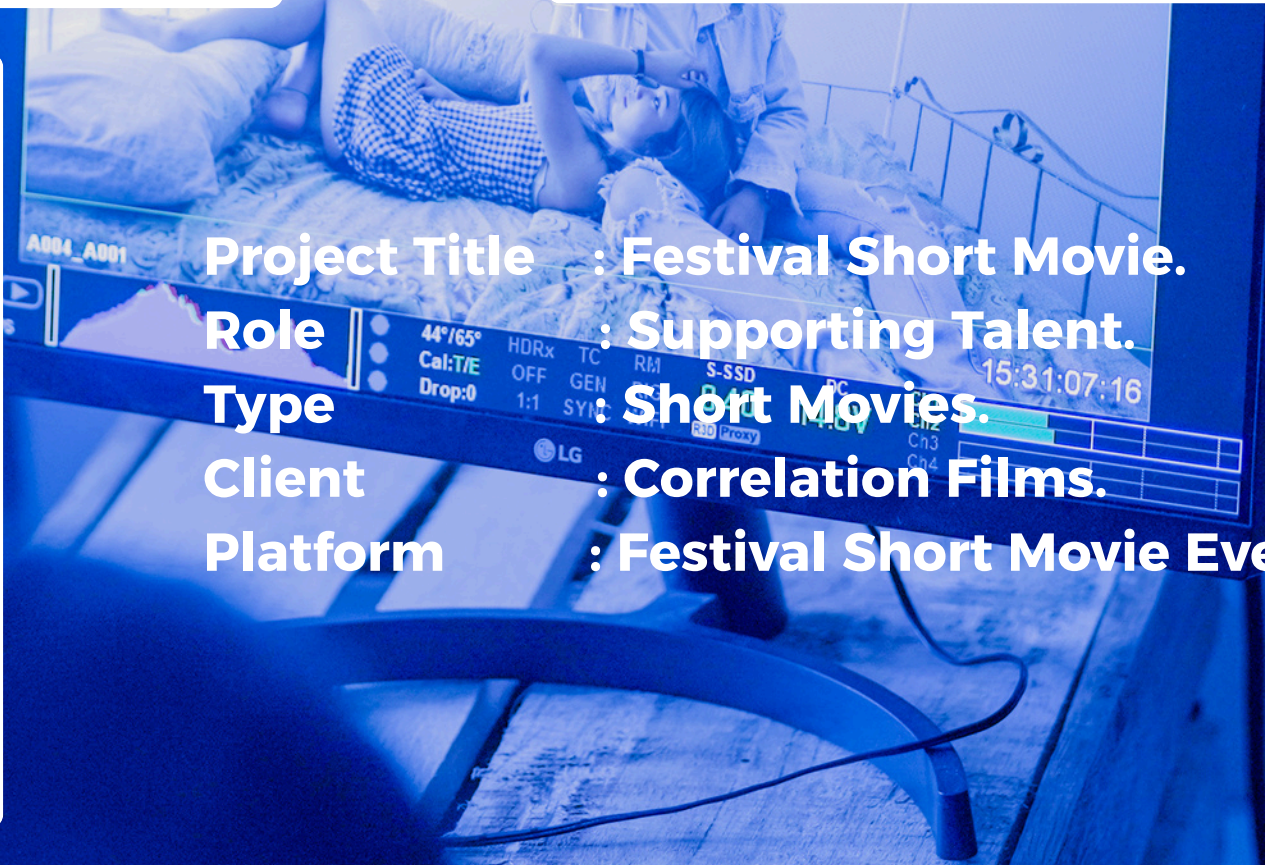 Project Title : Festival Short Movie.
Role : Supporting Talent.
Type : Short Movies.
Client : Correlation Films.
Platform : Festival Short Movie
A004_A001
44°/65° HDRx TC S-SSD 15:31:07:16
Cal:T/E OFF GEN
Drop:0 1:1 SYNC R3D Proxy Ch3
Ch4
LG